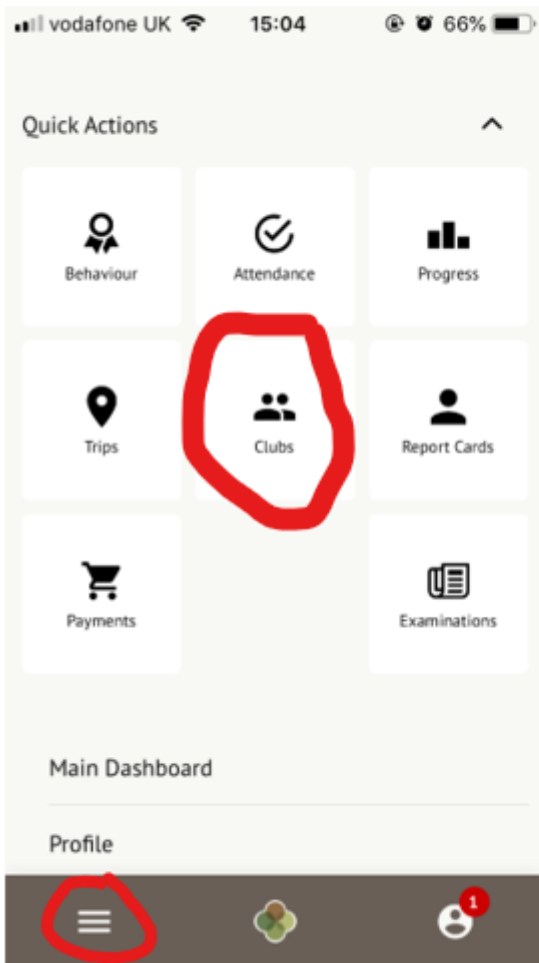 vodafone UK 15:04 66%
Quick Actions
Behaviour Attendance Progress
Trips Clubs Report Cards
Payments Examinations
Main Dashboard
Profile
1